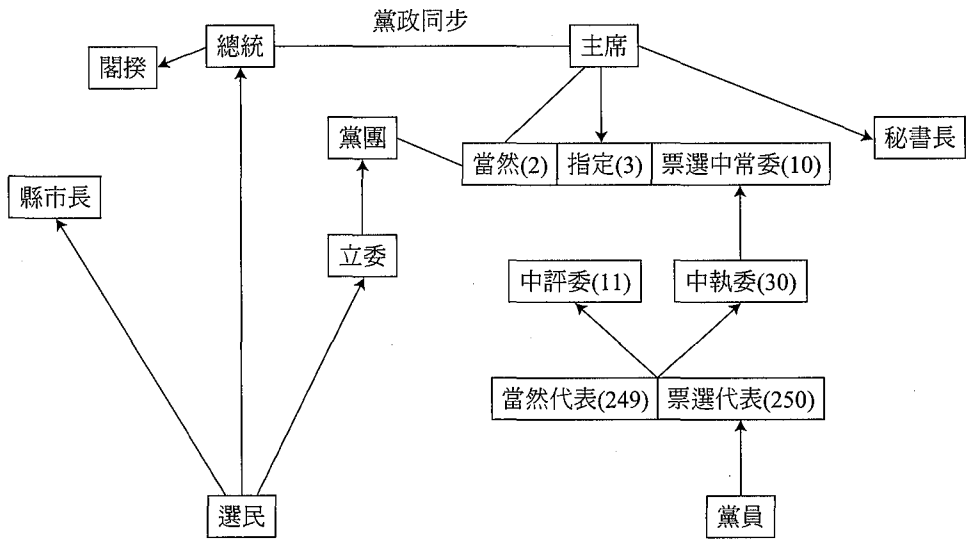 黨政同步
總統
主席
閣揆
黨團
秘書長
當然(2) 指定(3) 票選中常委(10)
縣市長
立委
中評委(11)
中執委(30)
當然代表(249) 票選代表(250)
選民
黨員